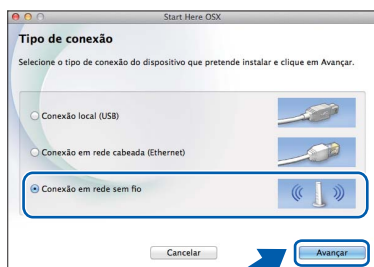 Start Here OSX
Tipo de conexão
Selecione o tipo de conexão do dispositivo que pretende instalar e clique em Avançar.
Conexão local (USB)
Conexão em rede cabeada (Ethernet)
Conexão em rede sem fio
Cancelar
Avançar